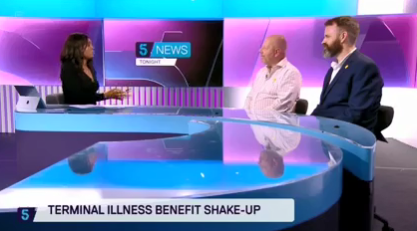 5 NEWS
TONIGHT
5 TERMINAL ILLNESS BENEFIT SHAKE-UP